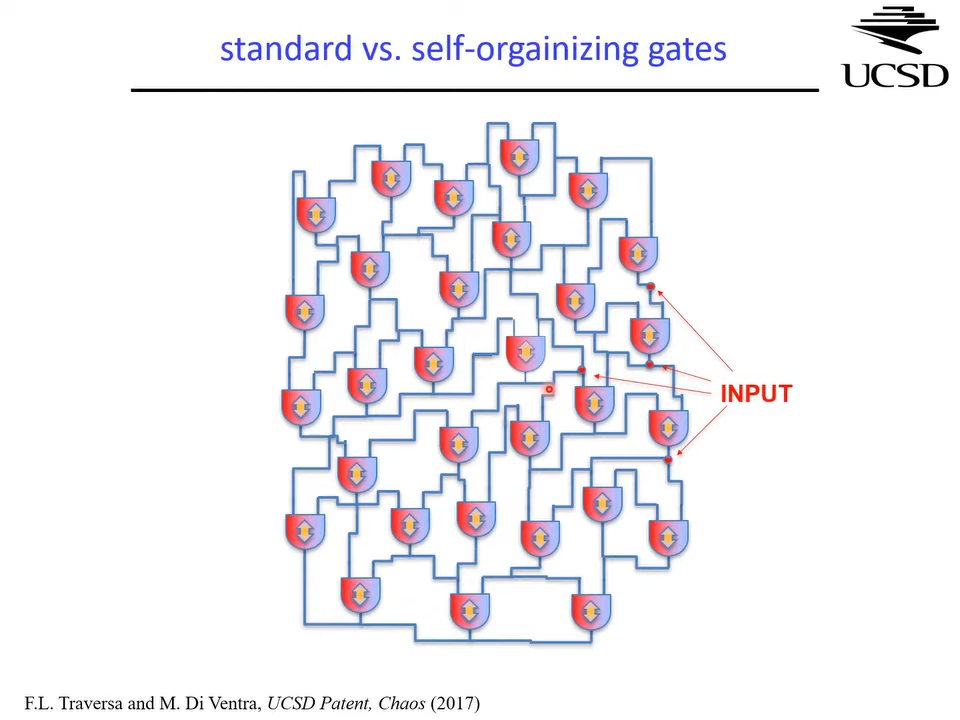 standard vs. self-orgainizing gates
UCSD
INPUT
F.L. Traversa and M. Di Ventra, UCSD Patent, Chaos (2017)